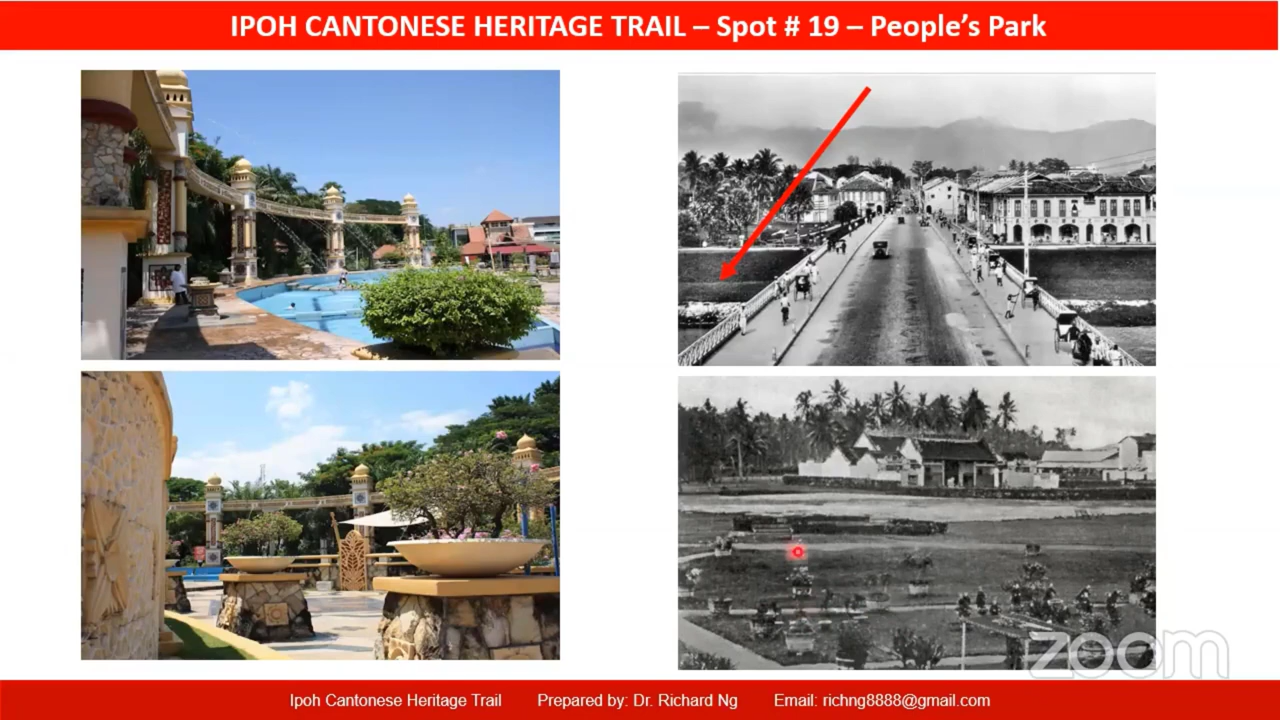 IPOH CANTONESE HERITAGE TRAIL – Spot # 19 – People’s Park
zoom
Ipoh Cantonese Heritage Trail Prepared by: Dr. Richard Ng Email: richng8888@gmail.com